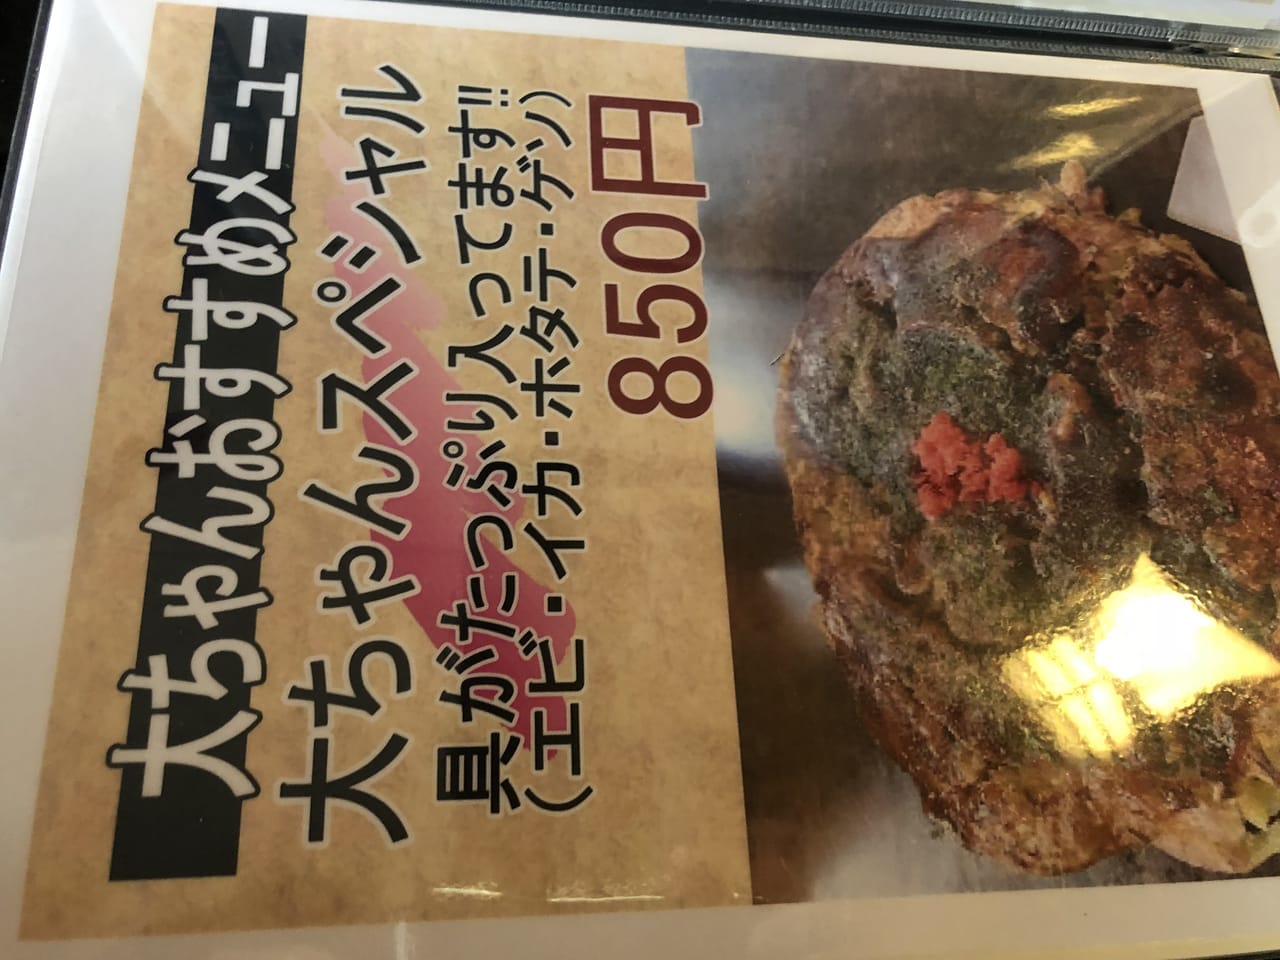 大ちゃんおすすめメニュー
大ちゃんスペシャル
具がたっぷり入ってます!!
(エビ・イカ・ホタテ・ゲソ)
850円